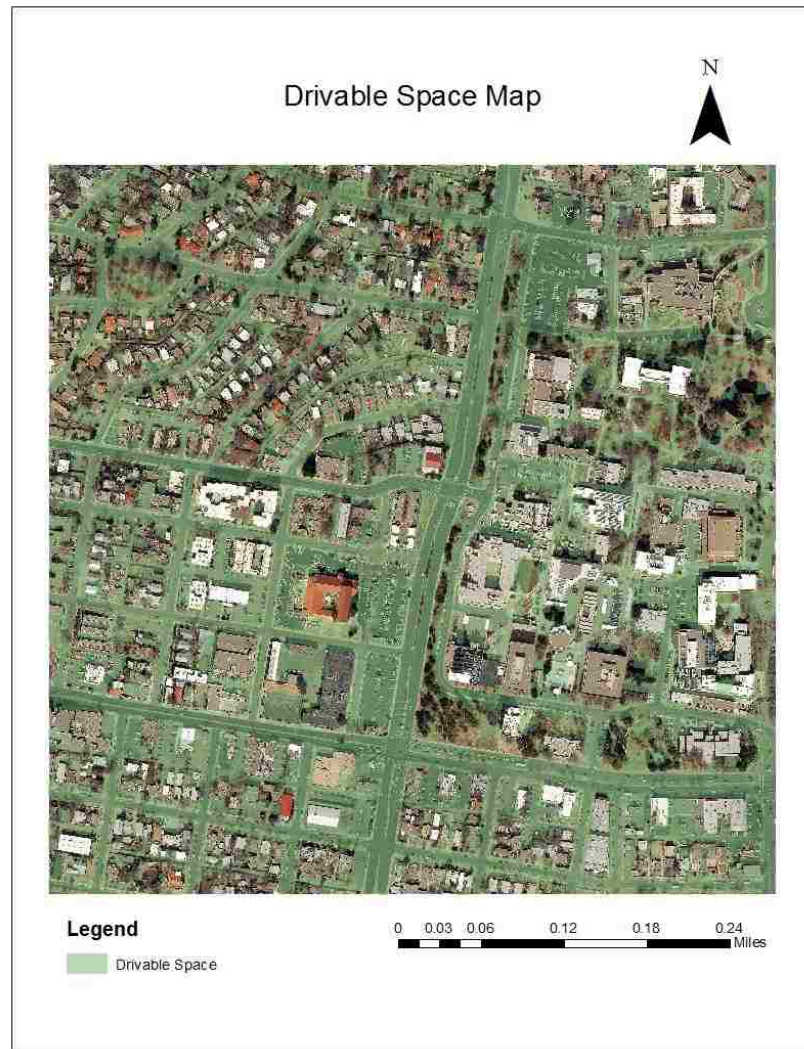 N
Drivable Space Map
Legend
Drivable Space
0 0.03 0.06 0.12 0.18 0.24
Miles